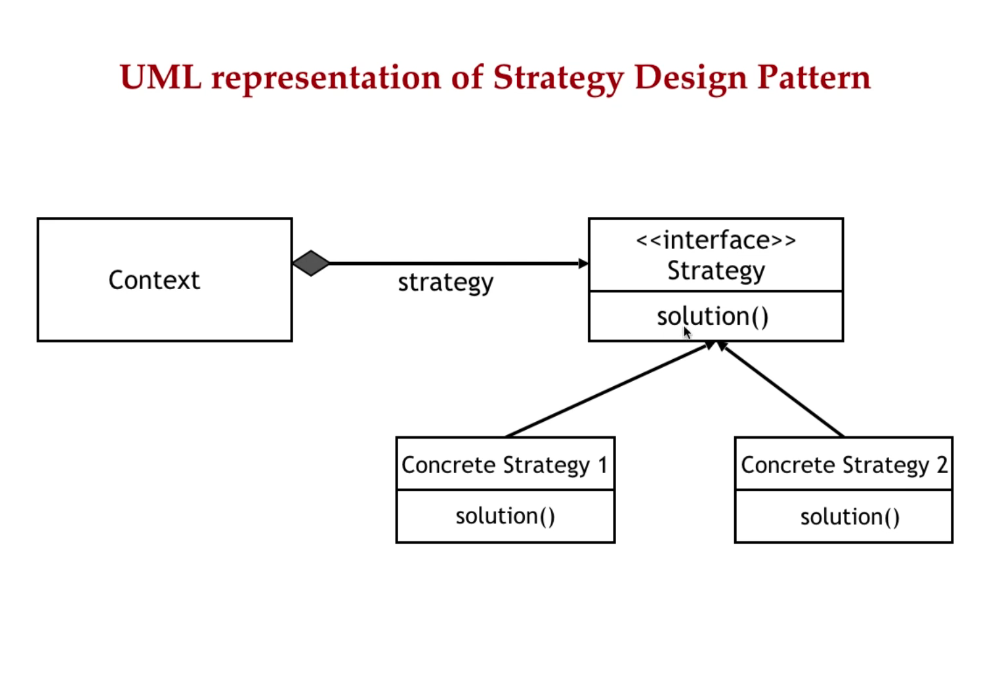 UML representation of Strategy Design Pattern
Context
strategy
<<interface>>
Strategy
solution()
Concrete Strategy 1
solution()
Concrete Strategy 2
solution()